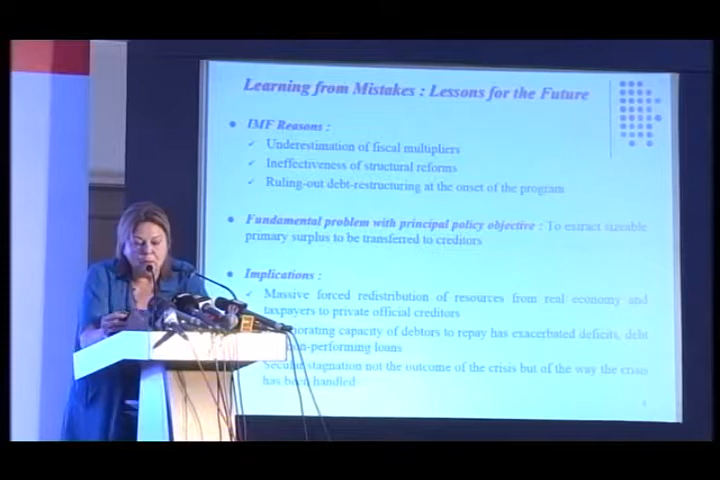 Learning from Mistakes : Lessons for the Future
IMF Reasons :
Underestimation of fiscal multipliers
Ineffectiveness of structural reforms
Ruling-out debt-restructuring at the onset of the program
Fundamental problem with principal policy objective : To extract sizeable
primary surplus to be transferred to creditors
Implications :
Massive forced redistribution of resources from real economy and
taxpayers to private official creditors
capacity of debtors to repay has exacerbated deficits, debt
non-performing loans
Secular stagnation not the outcome of the crisis but of the way the crisis
has been handled